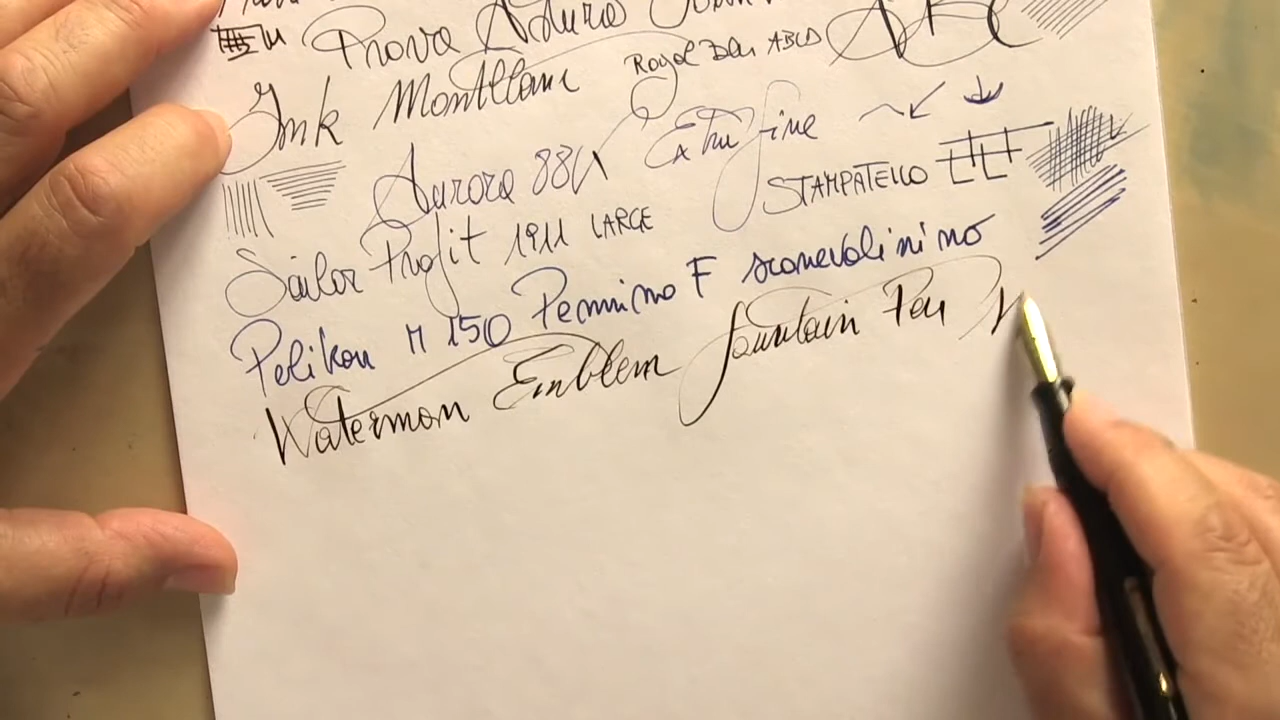 Prova
Ink Montblanc Royal Blu ABCD ABC
Aurora 88 Extra fine
Sailor Profit 1911 LARGE STAMPATELLO
Pelikan M 150 Pennino F scorrevolissimo
Waterman Emblem fountain Pen